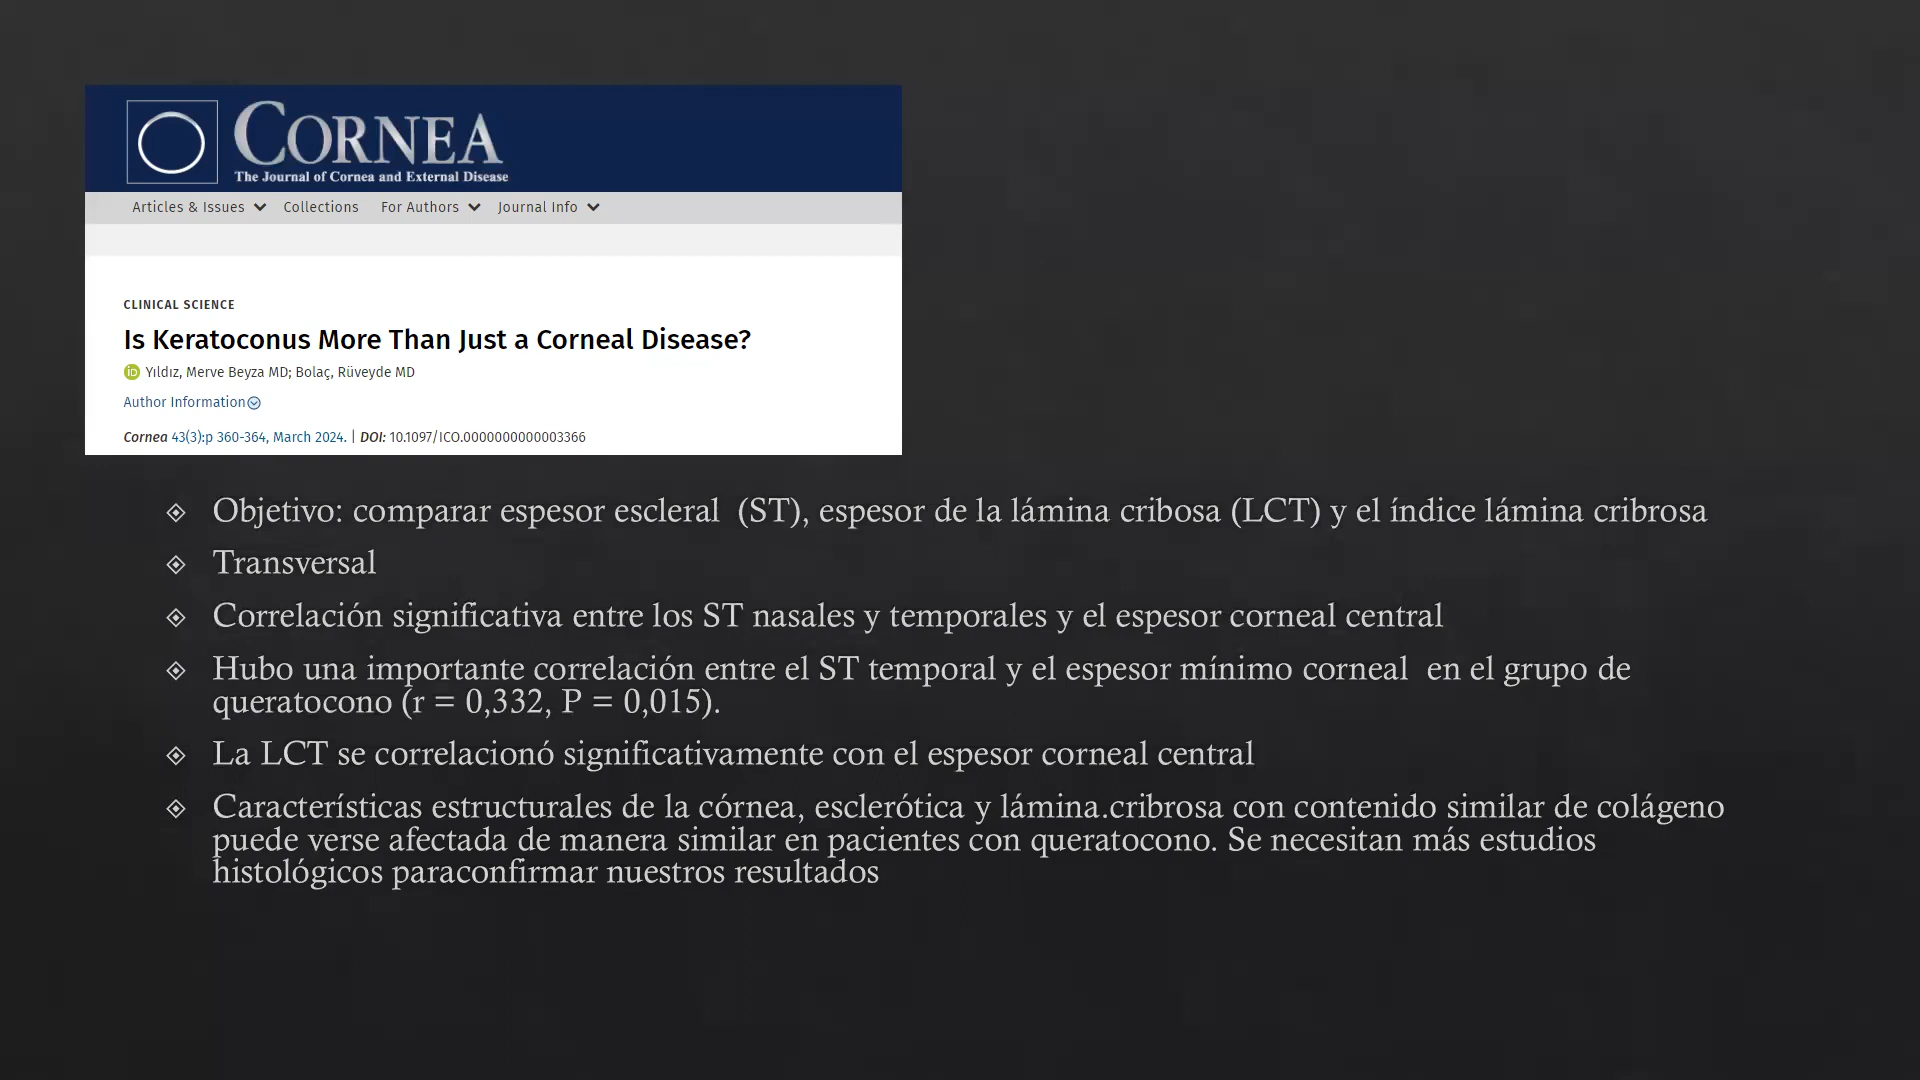 CORNEA
The Journal of Cornea and External Disease
Articles & Issues Collections For Authors Journal Info
CLINICAL SCIENCE
Is Keratoconus More Than Just a Corneal Disease?
iD Yıldız, Merve Beyza MD; Bolaç, Rüveyde MD
Author Information
Cornea 43(3):p 360-364, March 2024. | DOI: 10.1097/ICO.0000000000003366
Objetivo: comparar espesor escleral (ST), espesor de la lámina cribosa (LCT) y el índice lámina cribrosa
Transversal
Correlación significativa entre los ST nasales y temporales y el espesor corneal central
Hubo una importante correlación entre el ST temporal y el espesor mínimo corneal en el grupo de
queratocono (r = 0,332, P = 0,015).
La LCT se correlacionó significativamente con el espesor corneal central
Características estructurales de la córnea, esclerótica y lámina.cribrosa con contenido similar de colágeno
puede verse afectada de manera similar en pacientes con queratocono. Se necesitan más estudios
histológicos paraconfirmar nuestros resultados